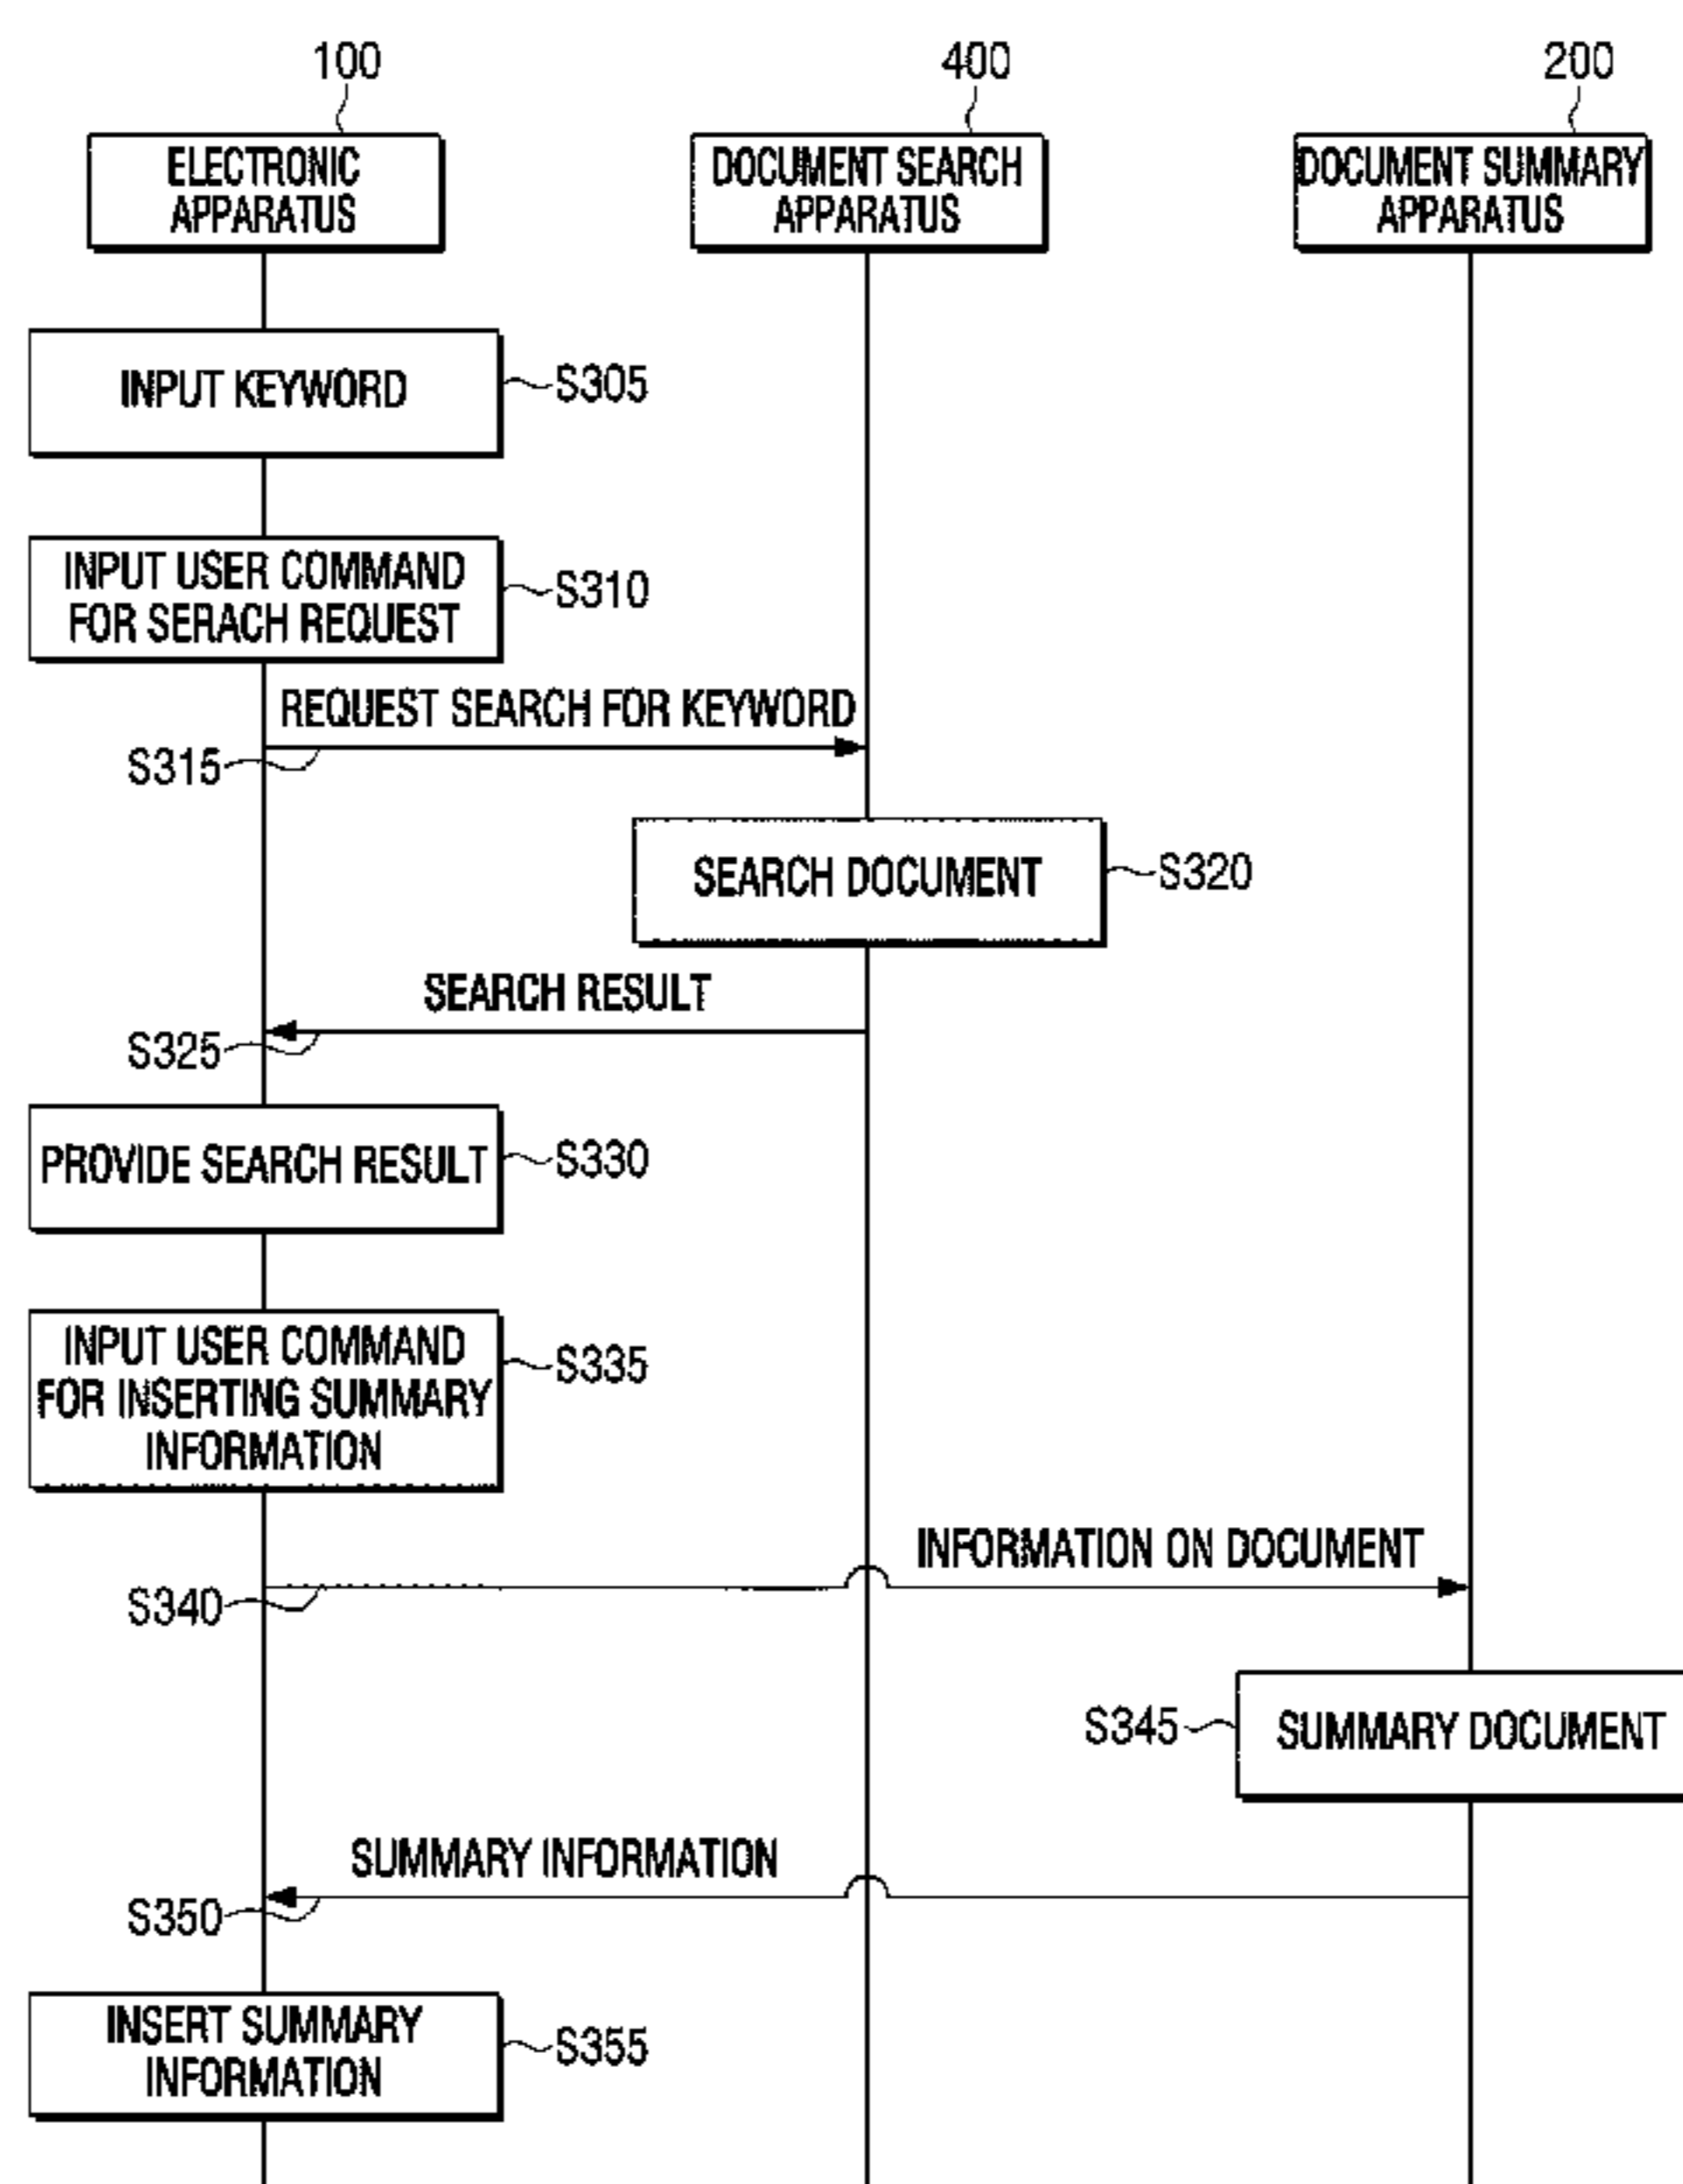 100
400
200
ELECTRONIC
APPARATUS
DOCUMENT SEARCH
APPARATUS
DOCUMENT SUMMARY
APPARATUS
INPUT KEYWORD
S305
INPUT USER COMMAND
FOR SERACH REQUEST
S310
REQUEST SEARCH FOR KEYWORD
S315
SEARCH DOCUMENT
S320
SEARCH RESULT
S325
PROVIDE SEARCH RESULT
S330
INPUT USER COMMAND
FOR INSERTING SUMMARY
INFORMATION
S335
INFORMATION ON DOCUMENT
S340
S345
SUMMARY DOCUMENT
SUMMARY INFORMATION
S350
INSERT SUMMARY
INFORMATION
S355